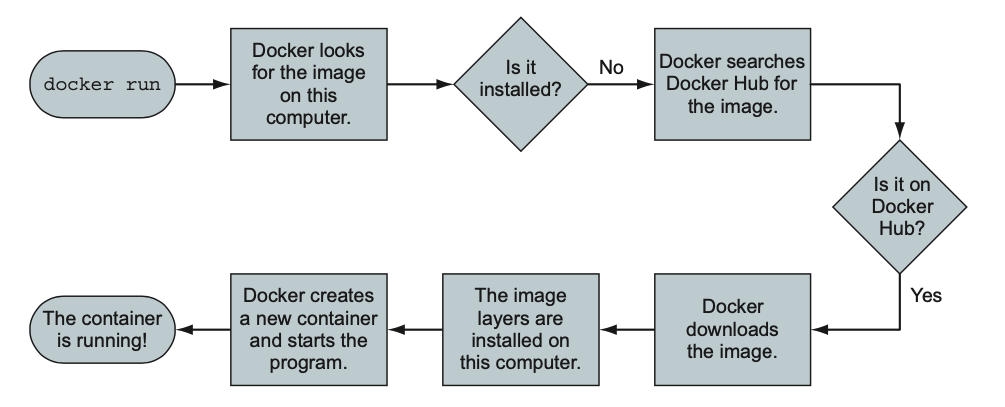 docker run
Docker looks
for the image
on this
computer.
Is it
installed?
No
Docker searches
Docker Hub for
the image.
Is it on
Docker
Hub?
Yes
Docker
downloads
the image.
The image
layers are
installed on
this computer.
Docker creates
a new container
and starts the
program.
The container
is running!